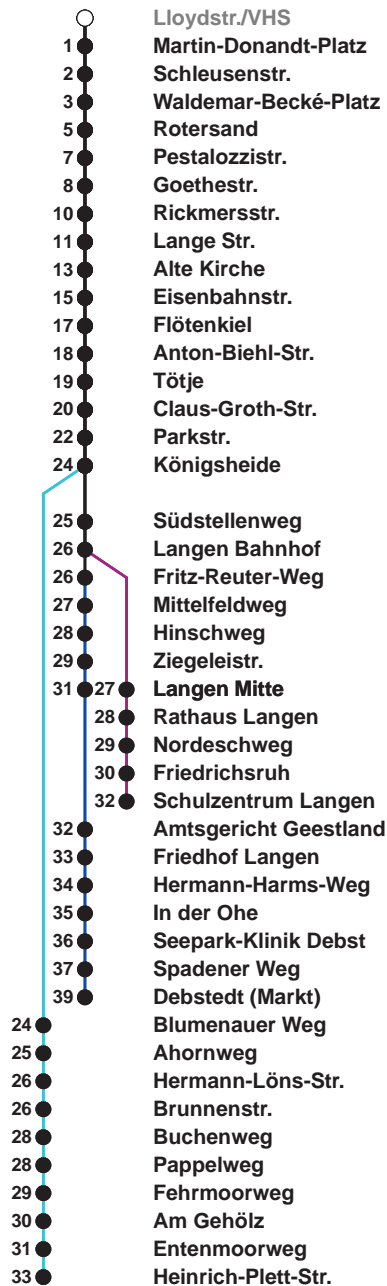 Lloydstr./VHS
1 Martin-Donandt-Platz
2 Schleusenstr.
3 Waldemar-Becké-Platz
5 Rotersand
7 Pestalozzistr.
8 Goethestr.
10 Rickmersstr.
11 Lange Str.
13 Alte Kirche
15 Eisenbahnstr.
17 Flötenkiel
18 Anton-Biehl-Str.
19 Tötje
20 Claus-Groth-Str.
22 Parkstr.
24 Königsheide
25 Südstellenweg
26 Langen Bahnhof
26 Fritz-Reuter-Weg
27 Mittelfeldweg
28 Hinschweg
29 Ziegeleistr.
31 27 Langen Mitte
28 Rathaus Langen
29 Nordeschweg
30 Friedrichsruh
32 Schulzentrum Langen
32 Amtsgericht Geestland
33 Friedhof Langen
34 Hermann-Harms-Weg
35 In der Ohe
36 Seepark-Klinik Debst
37 Spadener Weg
39 Debstedt (Markt)
24 Blumenauer Weg
25 Ahornweg
26 Hermann-Löns-Str.
26 Brunnenstr.
28 Buchenweg
28 Pappelweg
29 Fehrmoorweg
30 Am Gehölz
31 Entenmoorweg
33 Heinrich-Plett-Str.